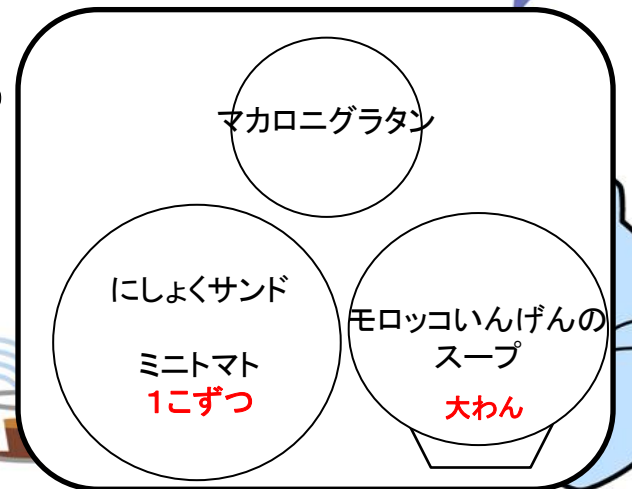 マカロニグラタン
にしょくサンド
ミニトマト
1こずつ
モロッコいんげんの
スープ
大わん